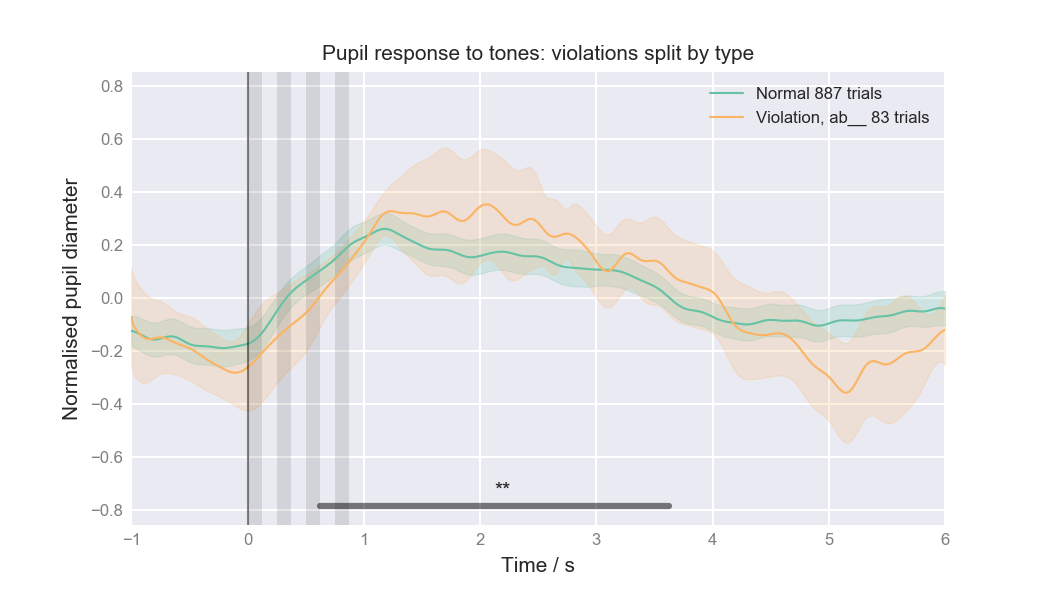 Pupil response to tones: violations split by type
Normal 887 trials
Violation, ab__ 83 trials
Normalised pupil diameter
0.8
0.6
0.4
0.2
0.0
−0.2
−0.4
−0.6
−0.8
**
−1 0 1 2 3 4 5 6
Time / s